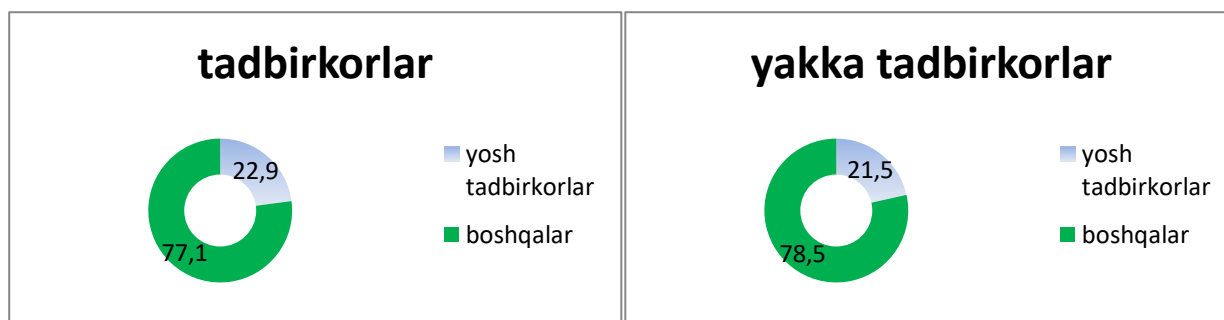 tadbirkorlar
22,9
77,1
yosh
tadbirkorlar
boshqalar
yakka tadbirkorlar
21,5
78,5
yosh
tadbirkorlar
boshqalar